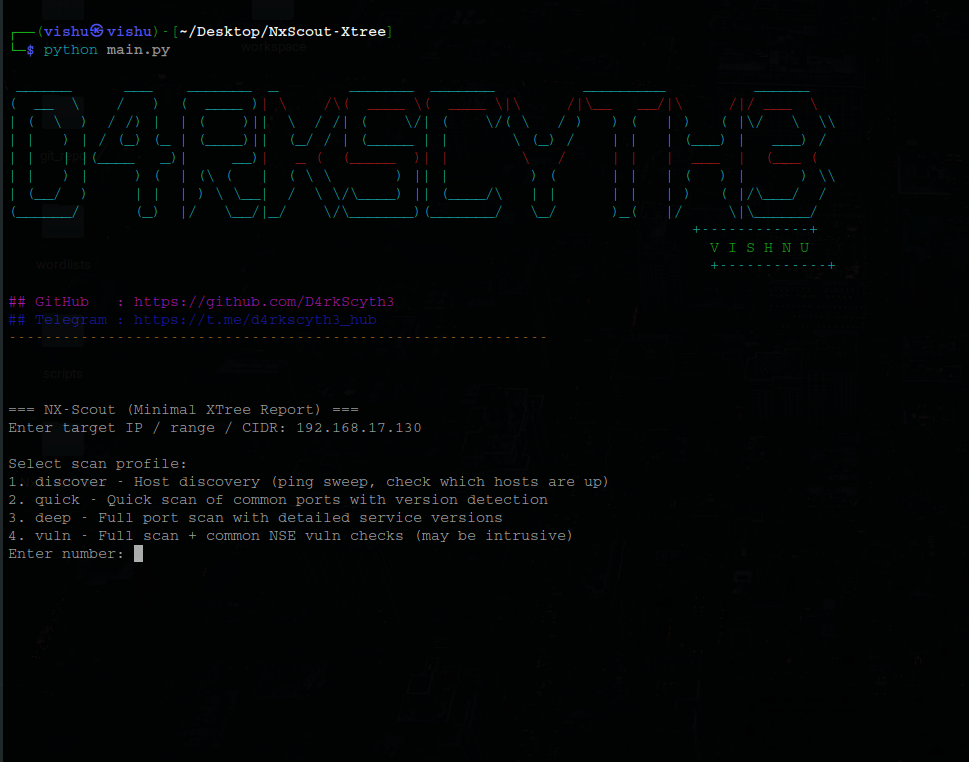 ┌──(vishu㉿vishu)-[~/Desktop/NxScout-Xtree]
└─$ python main.py
workspace
D4RKSCYTH3
+------------+
V I S H N U
+------------+
wordlists
## GitHub   : https://github.com/D4rkScyth3
## Telegram : https://t.me/d4rkscyth3_hub
------------------------------------------------------------
scripts
=== NX-Scout (Minimal XTree Report) ===
Enter target IP / range / CIDR: 192.168.17.130
Select scan profile:
1. discover - Host discovery (ping sweep, check which hosts are up)
2. quick - Quick scan of common ports with version detection
3. deep - Full port scan with detailed service versions
4. vuln - Full scan + common NSE vuln checks (may be intrusive)
Enter number: